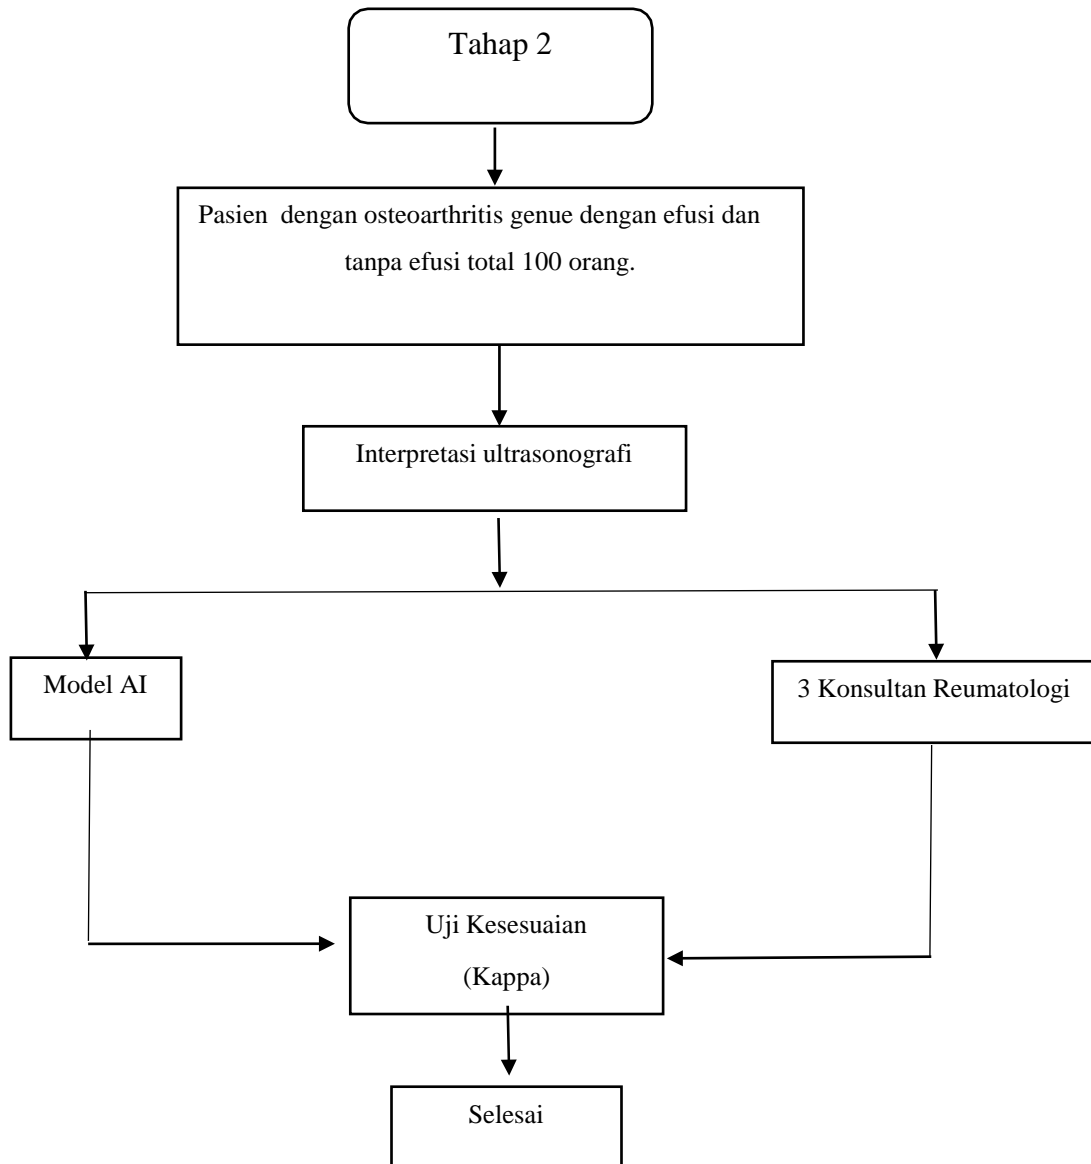 Tahap 2
Pasien dengan osteoarthritis genue dengan efusi dan
tanpa efusi total 100 orang.
Interpretasi ultrasonografi
Model AI
3 Konsultan Reumatologi
Uji Kesesuaian
(Kappa)
Selesai